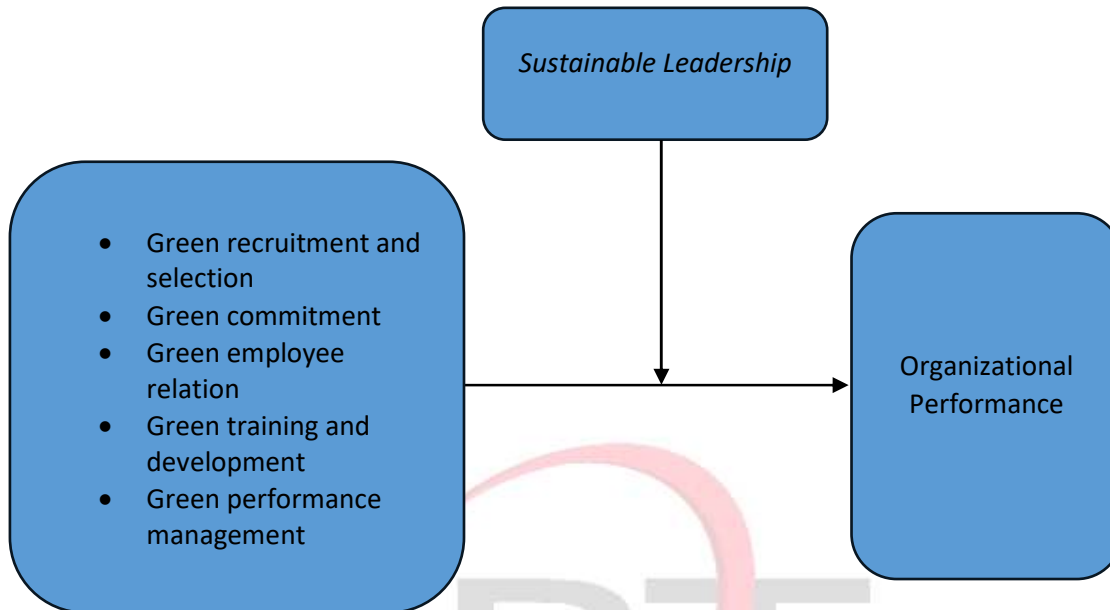 Sustainable Leadership
• Green recruitment and
selection
• Green commitment
• Green employee
relation
• Green training and
development
• Green performance
management
Organizational
Performance